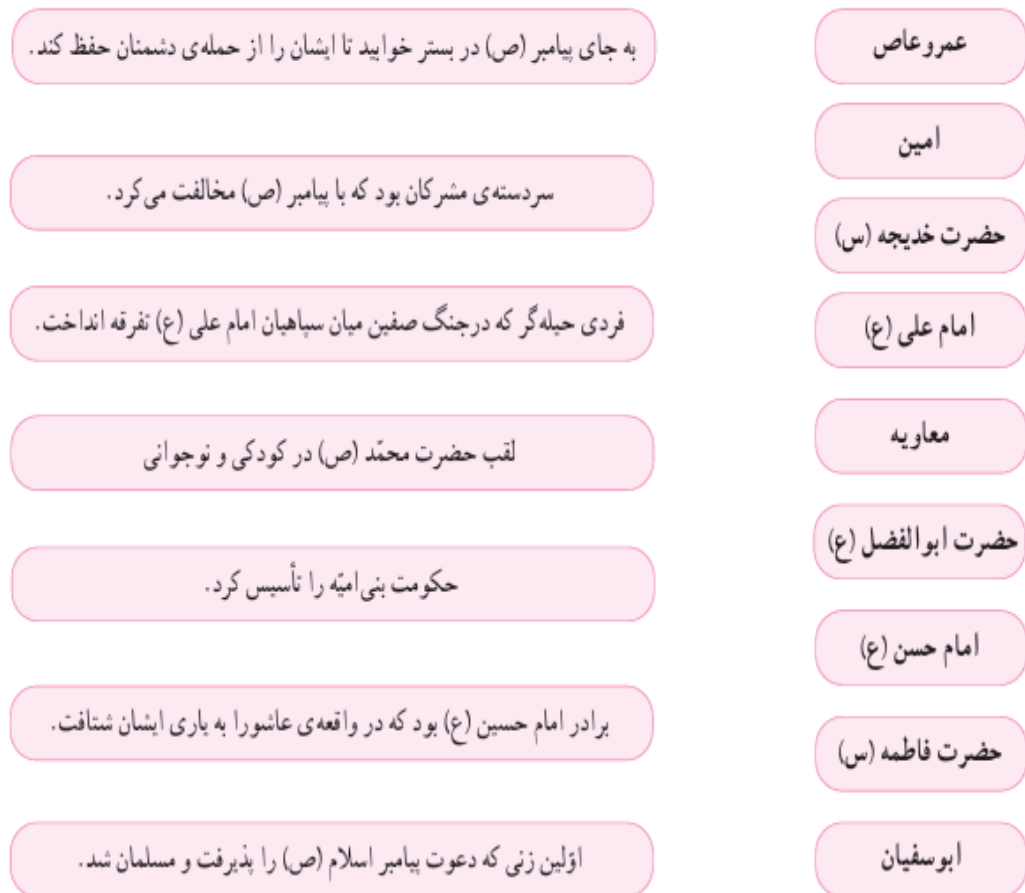 عمروعاص
به جای پیامبر (ص) در بستر خوابید تا ایشان را از حمله‌ی دشمنان حفظ کند.
امین
سردسته‌ی مشرکان بود که با پیامبر (ص) مخالفت می‌کرد.
حضرت خدیجه (س)
امام علی (ع)
فردی حیله‌گر که درجنگ صفین میان سپاهیان امام علی (ع) تفرقه انداخت.
معاویه
لقب حضرت محمّد (ص) در کودکی و نوجوانی
حضرت ابوالفضل (ع)
حکومت بنی‌امیّه را تأسیس کرد.
امام حسن (ع)
برادر امام حسین (ع) بود که در واقعه‌ی عاشورا به یاری ایشان شتافت.
حضرت فاطمه (س)
ابوسفیان
اوّلین زنی که دعوت پیامبر اسلام (ص) را پذیرفت و مسلمان شد.